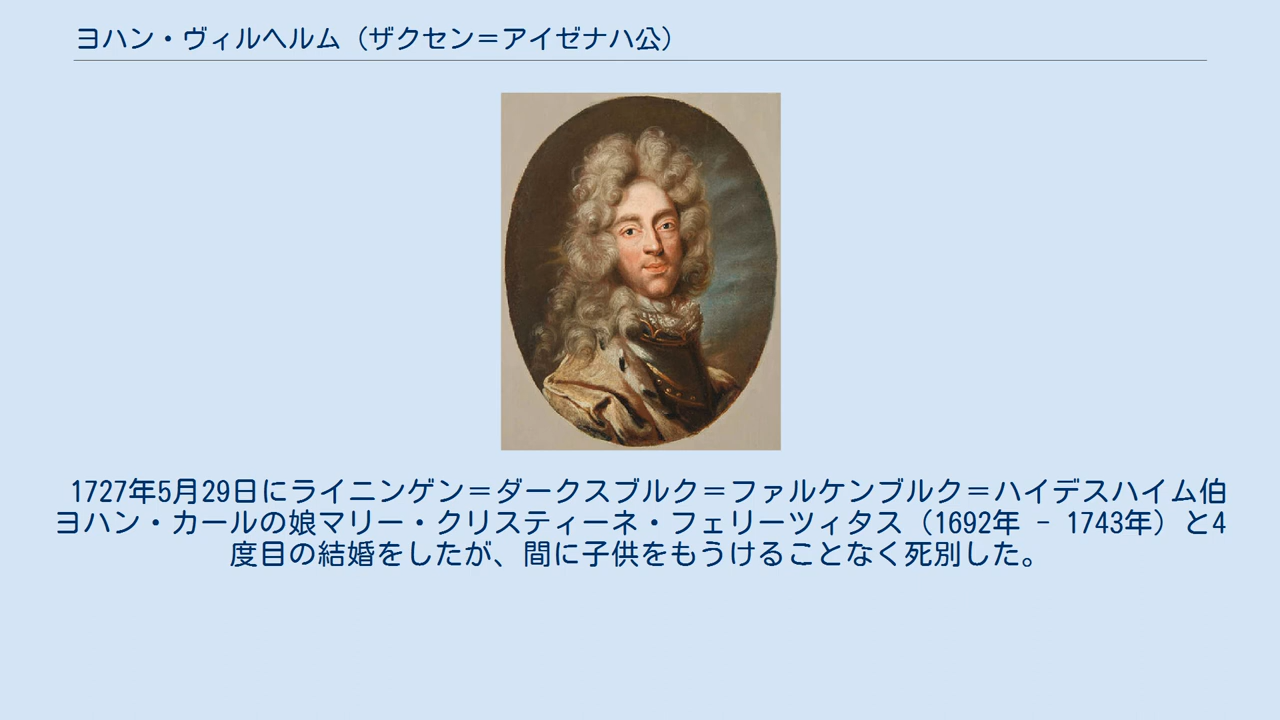 ヨハン・ヴィルヘルム（ザクセン＝アイゼナハ公）
1727年5月29日にライニンゲン＝ダークスブルク＝ファルケンブルク＝ハイデスハイム伯
ヨハン・カールの娘マリー・クリスティーネ・フェリーツィタス（1692年 - 1743年）と4
度目の結婚をしたが、間に子供をもうけることなく死別した。